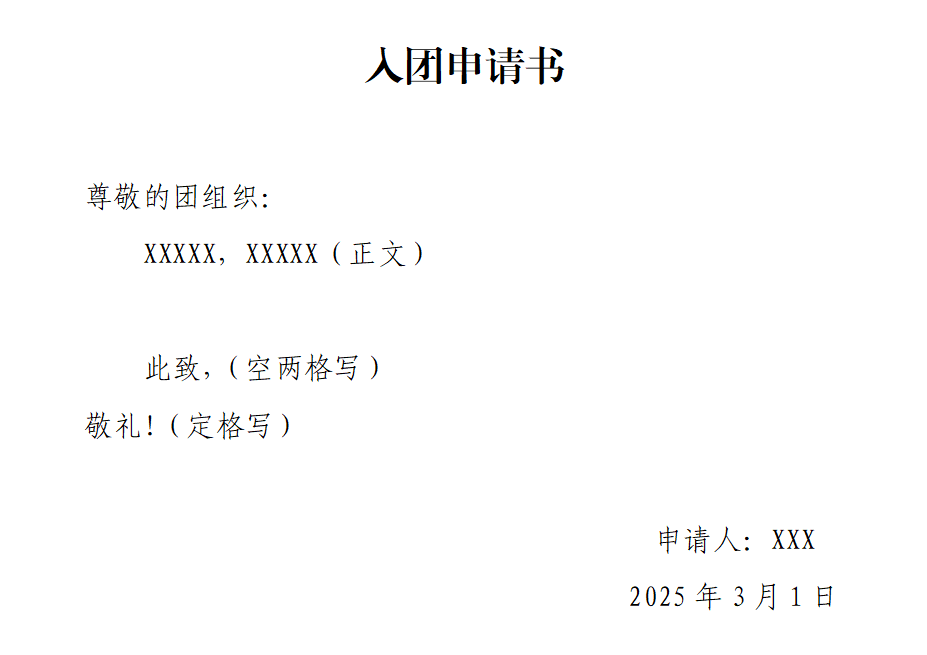 入团申请书
尊敬的团组织：
XXXXX，XXXXX（正文）
此致，（空两格写）
敬礼！（定格写）
申请人：XXX
2025 年 3 月 1 日